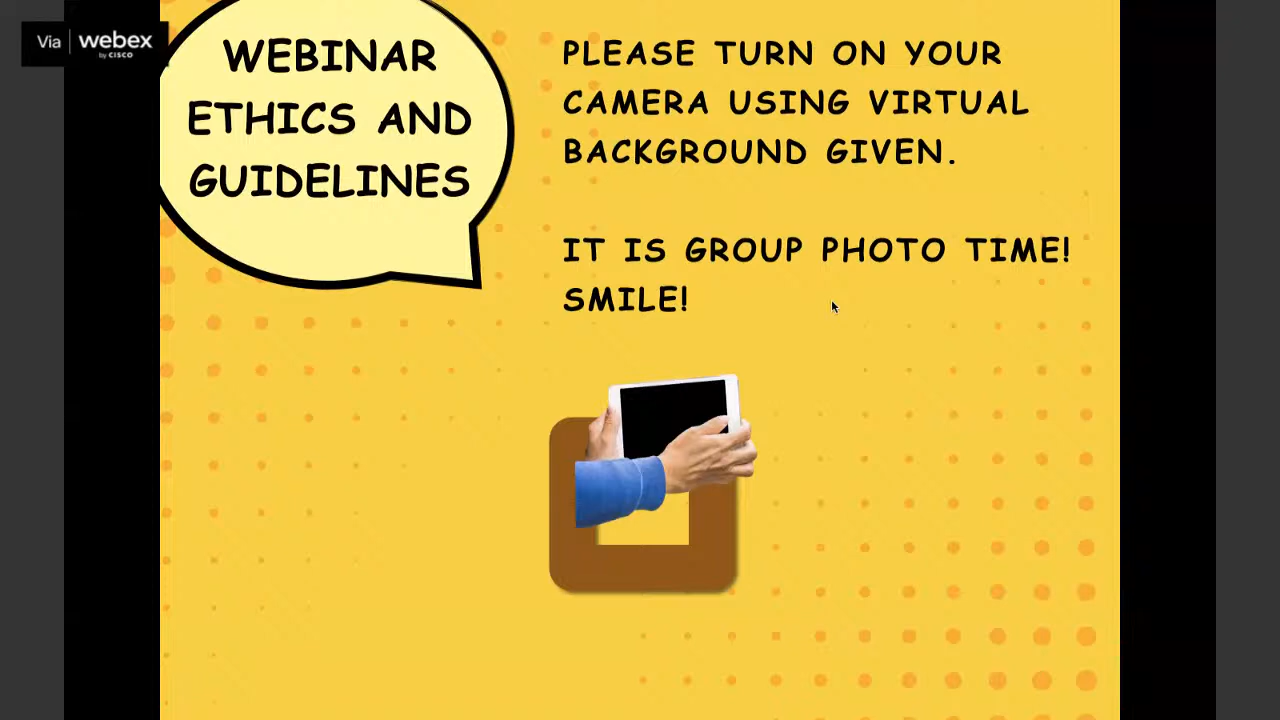 Via webex
by CISCO
WEBINAR
ETHICS AND
GUIDELINES
PLEASE TURN ON YOUR
CAMERA USING VIRTUAL
BACKGROUND GIVEN.
IT IS GROUP PHOTO TIME!
SMILE!